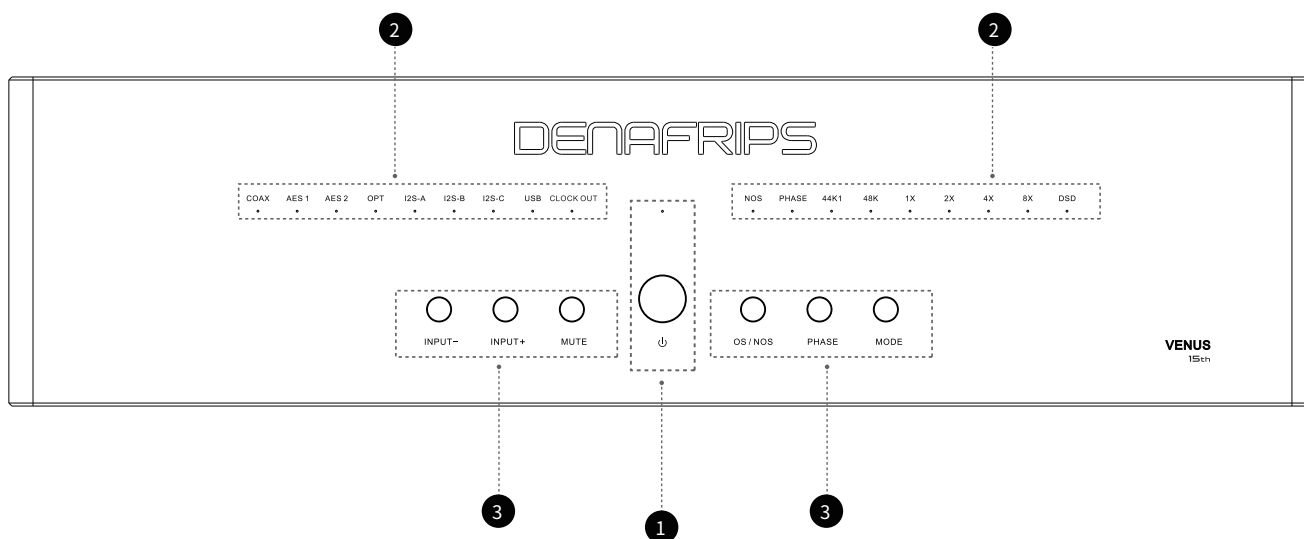 2 2
DENAFRIPS
COAX AES 1 AES 2 OPT I2S-A I2S-B I2S-C USB CLOCK OUT
NOS PHASE 44K1 48K 1X 2X 4X 8X DSD
INPUT− INPUT+ MUTE
OS / NOS PHASE MODE
VENUS
15th
3 1 3